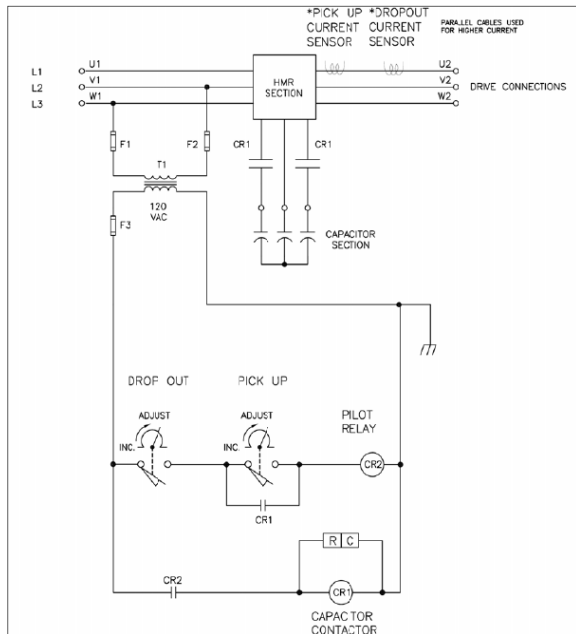 *PICK UP *DROPOUT
CURRENT CURRENT
SENSOR SENSOR
PARALLEL CABLES USED
FOR HIGHER CURRENT
L1 U1 U2
L2 V1 V2 DRIVE CONNECTIONS
L3 W1 W2
HMR
SECTION
F1 F2 CR1 CR1
T1
120
VAC
F3
CAPACITOR
SECTION
DROP OUT PICK UP
ADJUST ADJUST
INC. INC.
PILOT
RELAY
CR2
CR1
R C
CR2
CR1
CAPACTOR
CONTACTOR